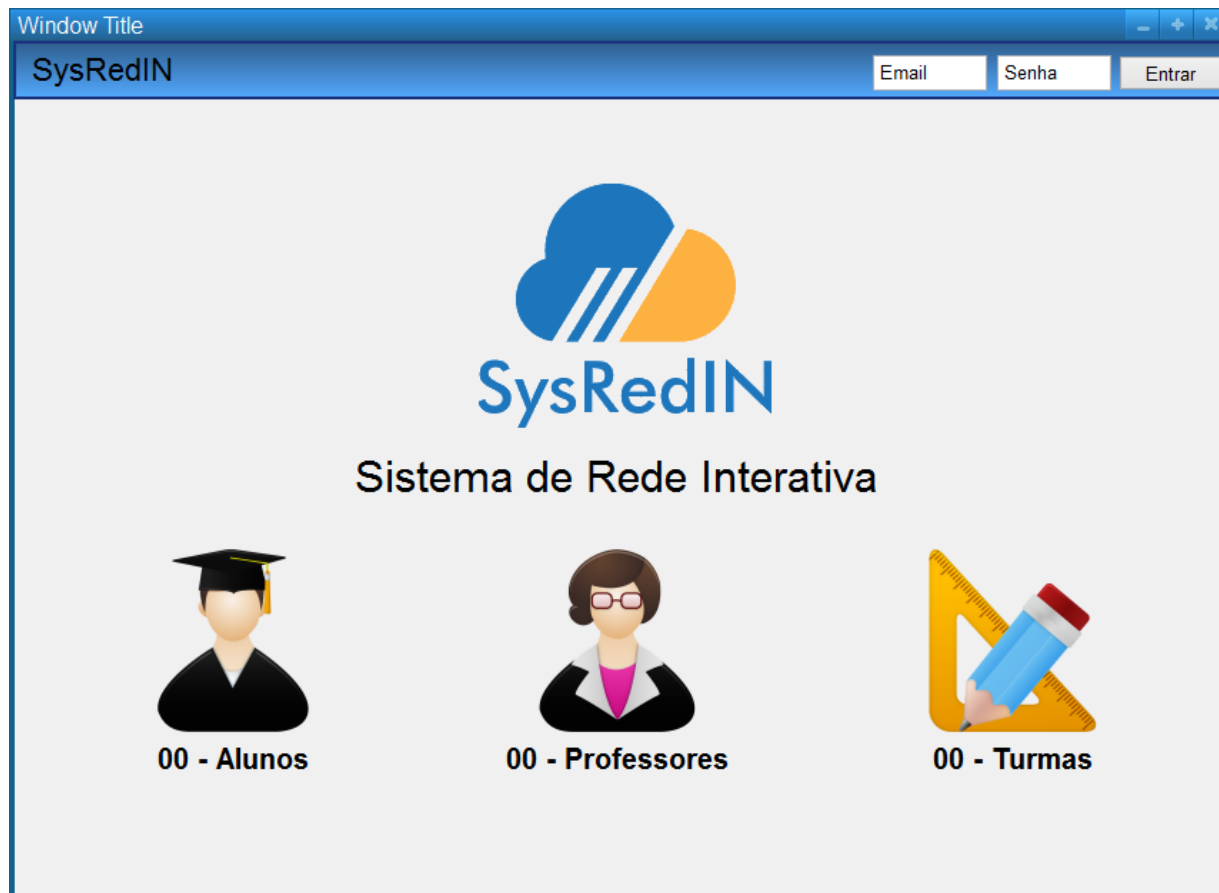 Window Title
SysRedIN Email Senha Entrar
SysRedIN
Sistema de Rede Interativa
00 - Alunos 00 - Professores 00 - Turmas